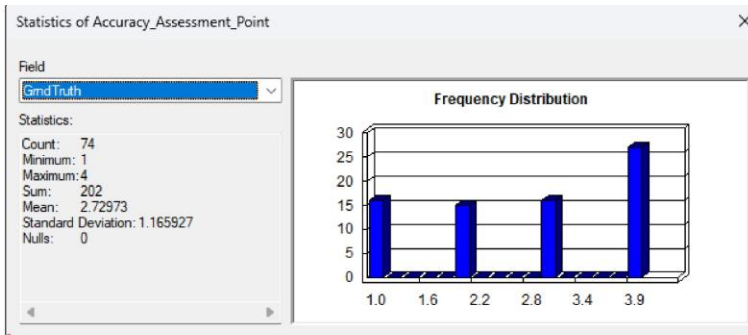 Statistics of Accuracy_Assessment_Point
Field
GrndTruth
Statistics:
Count: 74
Minimum: 1
Maximum: 4
Sum: 202
Mean: 2.72973
Standard Deviation: 1.165927
Nulls: 0
Frequency Distribution
30
25
20
15
10
5
0
1.0 1.6 2.2 2.8 3.4 3.9